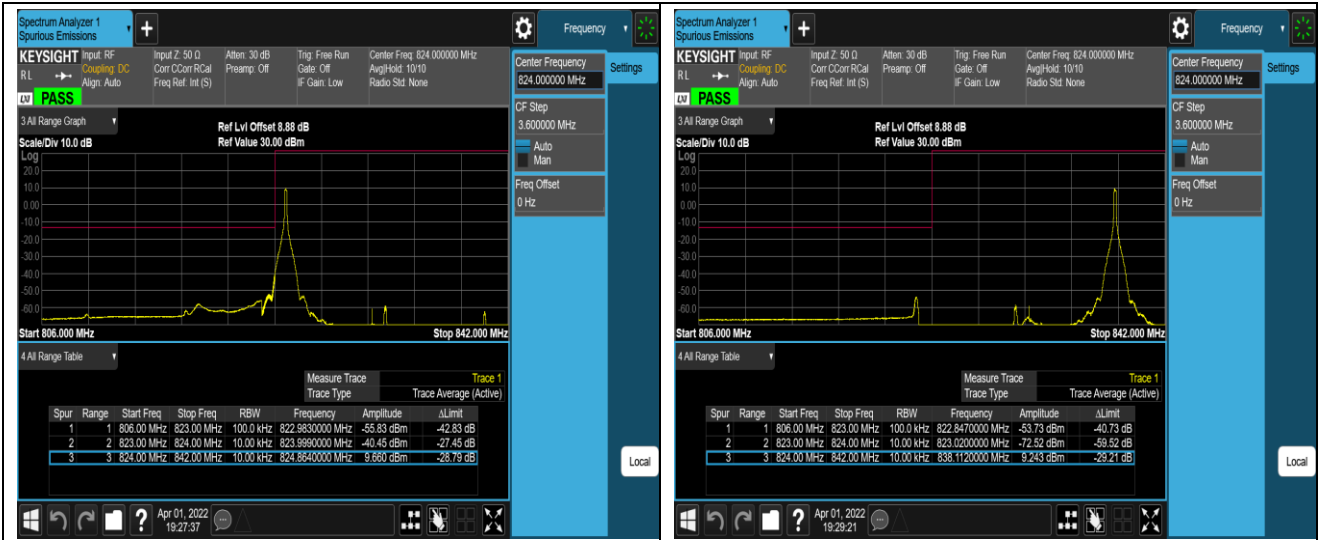 Spectrum Analyzer 1
Spurious Emissions
+
Frequency
KEYSIGHT Input: RF Input Z: 50 Ω Atten: 30 dB Trig: Free Run Center Freq: 824.000000 MHz
RL Coupling: DC Corr CCorr RCal Preamp: Off Gate: Off Avg|Hold: 10/10
Align: Auto Freq Ref: Int (S) IF Gain: Low Radio Std: None
LXI PASS
Center Frequency
824.000000 MHz
Settings
CF Step
3.600000 MHz
Auto
Man
Freq Offset
0 Hz
3 All Range Graph
Ref Lvl Offset 8.88 dB
Scale/Div 10.0 dB Ref Value 30.00 dBm
Log
20.0
10.0
0.00
-10.0
-20.0
-30.0
-40.0
-50.0
-60.0
Start 806.000 MHz Stop 842.000 MHz
4 All Range Table
Measure Trace Trace 1
Trace Type Trace Average (Active)
Spur Range Start Freq Stop Freq RBW Frequency Amplitude ΔLimit
1 1 806.00 MHz 823.00 MHz 100.0 kHz 822.9830000 MHz -55.83 dBm -42.83 dB
2 2 823.00 MHz 824.00 MHz 10.00 kHz 823.9990000 MHz -40.45 dBm -27.45 dB
3 3 824.00 MHz 842.00 MHz 10.00 kHz 824.8640000 MHz 9.660 dBm -28.79 dB
Local
? Apr 01, 2022
19:27:37
Spectrum Analyzer 1
Spurious Emissions
+
Frequency
KEYSIGHT Input: RF Input Z: 50 Ω Atten: 30 dB Trig: Free Run Center Freq: 824.000000 MHz
RL Coupling: DC Corr CCorr RCal Preamp: Off Gate: Off Avg|Hold: 10/10
Align: Auto Freq Ref: Int (S) IF Gain: Low Radio Std: None
LXI PASS
Center Frequency
824.000000 MHz
Settings
CF Step
3.600000 MHz
Auto
Man
Freq Offset
0 Hz
3 All Range Graph
Ref Lvl Offset 8.88 dB
Scale/Div 10.0 dB Ref Value 30.00 dBm
Log
20.0
10.0
0.00
-10.0
-20.0
-30.0
-40.0
-50.0
-60.0
Start 806.000 MHz Stop 842.000 MHz
4 All Range Table
Measure Trace Trace 1
Trace Type Trace Average (Active)
Spur Range Start Freq Stop Freq RBW Frequency Amplitude ΔLimit
1 1 806.00 MHz 823.00 MHz 100.0 kHz 822.8470000 MHz -53.73 dBm -40.73 dB
2 2 823.00 MHz 824.00 MHz 10.00 kHz 823.0200000 MHz -72.52 dBm -59.52 dB
3 3 824.00 MHz 842.00 MHz 10.00 kHz 838.1120000 MHz 9.243 dBm -29.21 dB
Local
? Apr 01, 2022
19:29:21